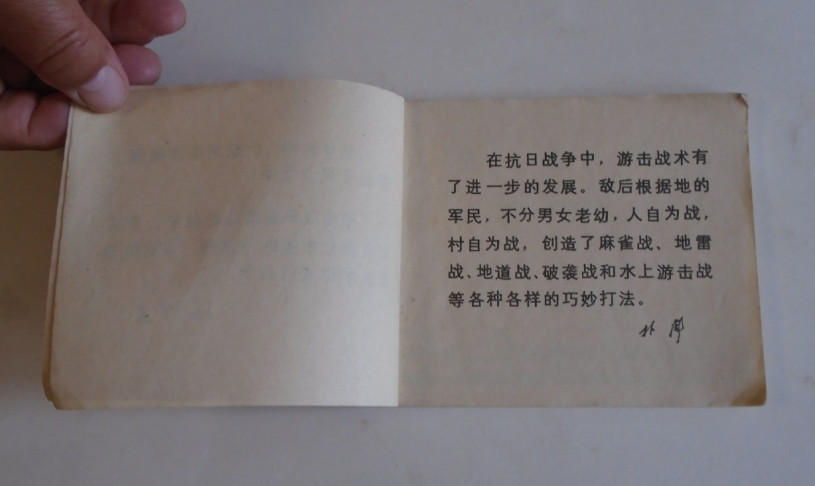 在抗日战争中，游击战术有
了进一步的发展。敌后根据地的
军民，不分男女老幼，人自为战，
村自为战，创造了麻雀战、地雷
战、地道战、破袭战和水上游击战
等各种各样的巧妙打法。
林彪